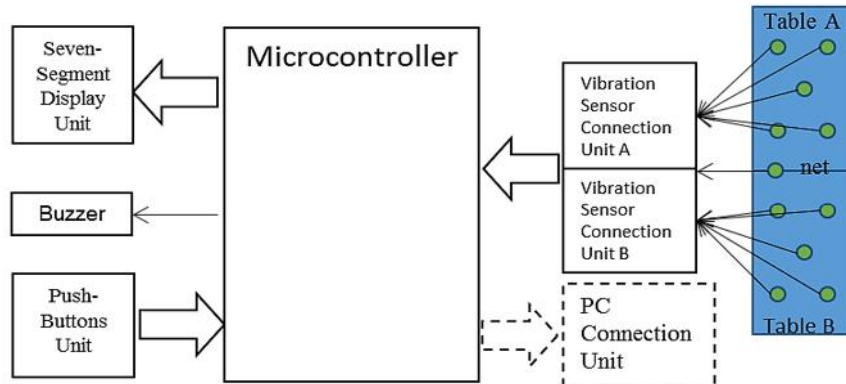 Seven-
Segment
Display
Unit
Buzzer
Push-
Buttons
Unit
Microcontroller
Vibration
Sensor
Connection
Unit A
Vibration
Sensor
Connection
Unit B
PC
Connection
Unit
Table A
net
Table B